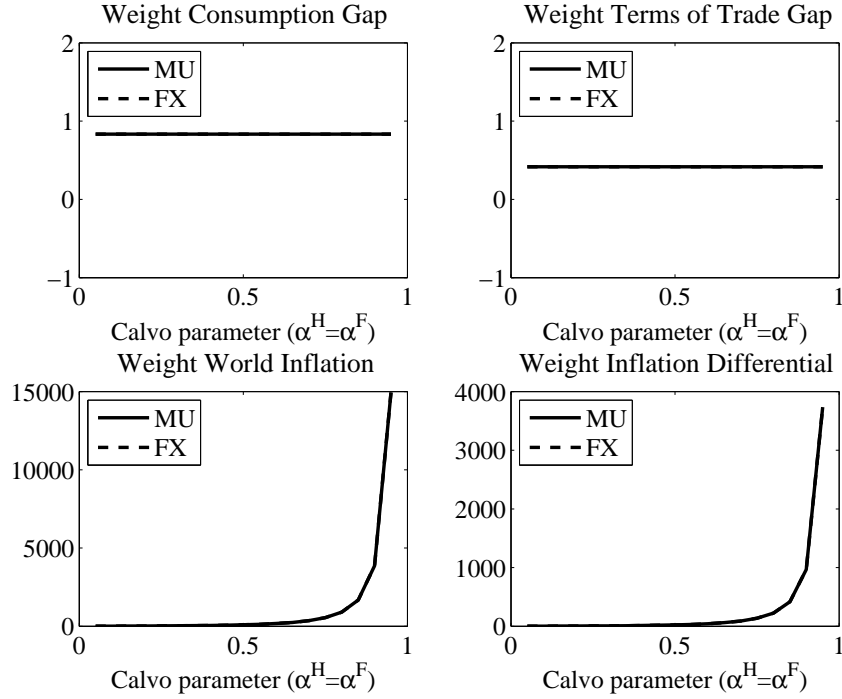 Weight Consumption Gap
2
1
0
−1
MU
FX
0
0.5
1
Calvo parameter (α^H=α^F)
Weight Terms of Trade Gap
2
1
0
−1
MU
FX
0
0.5
1
Calvo parameter (α^H=α^F)
Weight World Inflation
15000
10000
5000
0
MU
FX
0
0.5
1
Calvo parameter (α^H=α^F)
Weight Inflation Differential
4000
3000
2000
1000
0
MU
FX
0
0.5
1
Calvo parameter (α^H=α^F)